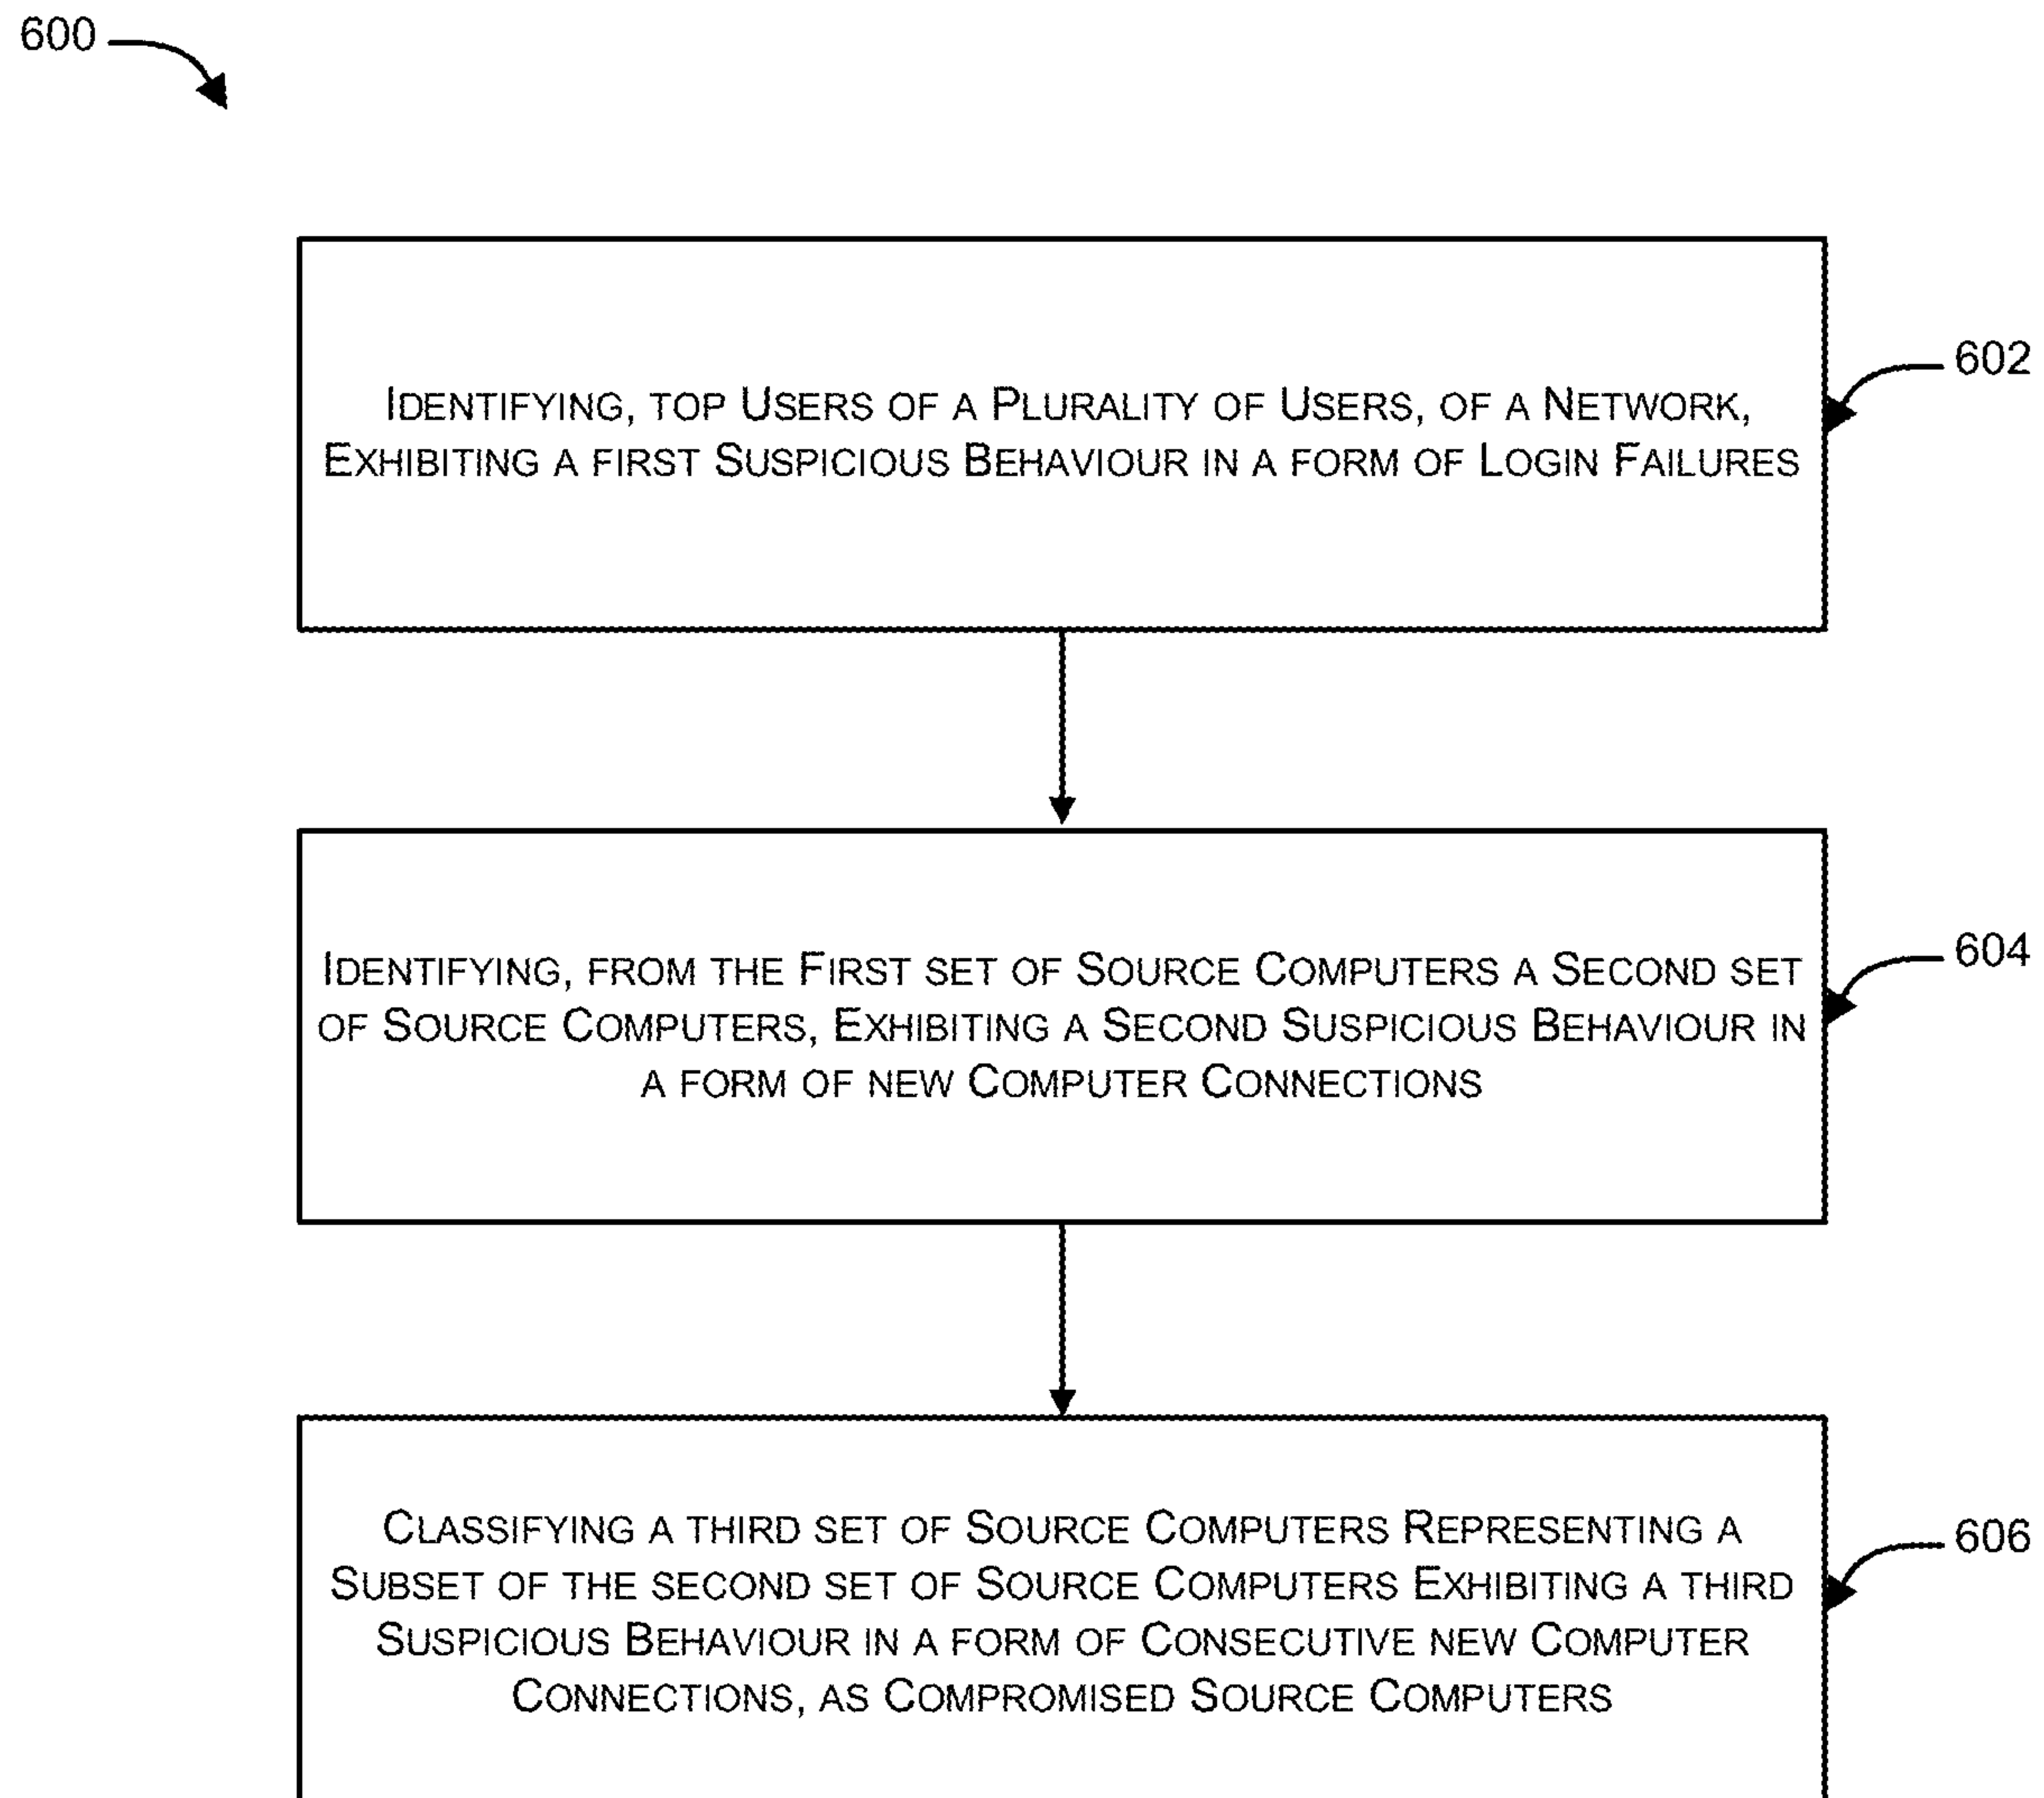 600
IDENTIFYING, TOP USERS OF A PLURALITY OF USERS, OF A NETWORK,
EXHIBITING A FIRST SUSPICIOUS BEHAVIOUR IN A FORM OF LOGIN FAILURES
602
IDENTIFYING, FROM THE FIRST SET OF SOURCE COMPUTERS A SECOND SET
OF SOURCE COMPUTERS, EXHIBITING A SECOND SUSPICIOUS BEHAVIOUR IN
A FORM OF NEW COMPUTER CONNECTIONS
604
CLASSIFYING A THIRD SET OF SOURCE COMPUTERS REPRESENTING A
SUBSET OF THE SECOND SET OF SOURCE COMPUTERS EXHIBITING A THIRD
SUSPICIOUS BEHAVIOUR IN A FORM OF CONSECUTIVE NEW COMPUTER
CONNECTIONS, AS COMPROMISED SOURCE COMPUTERS
606